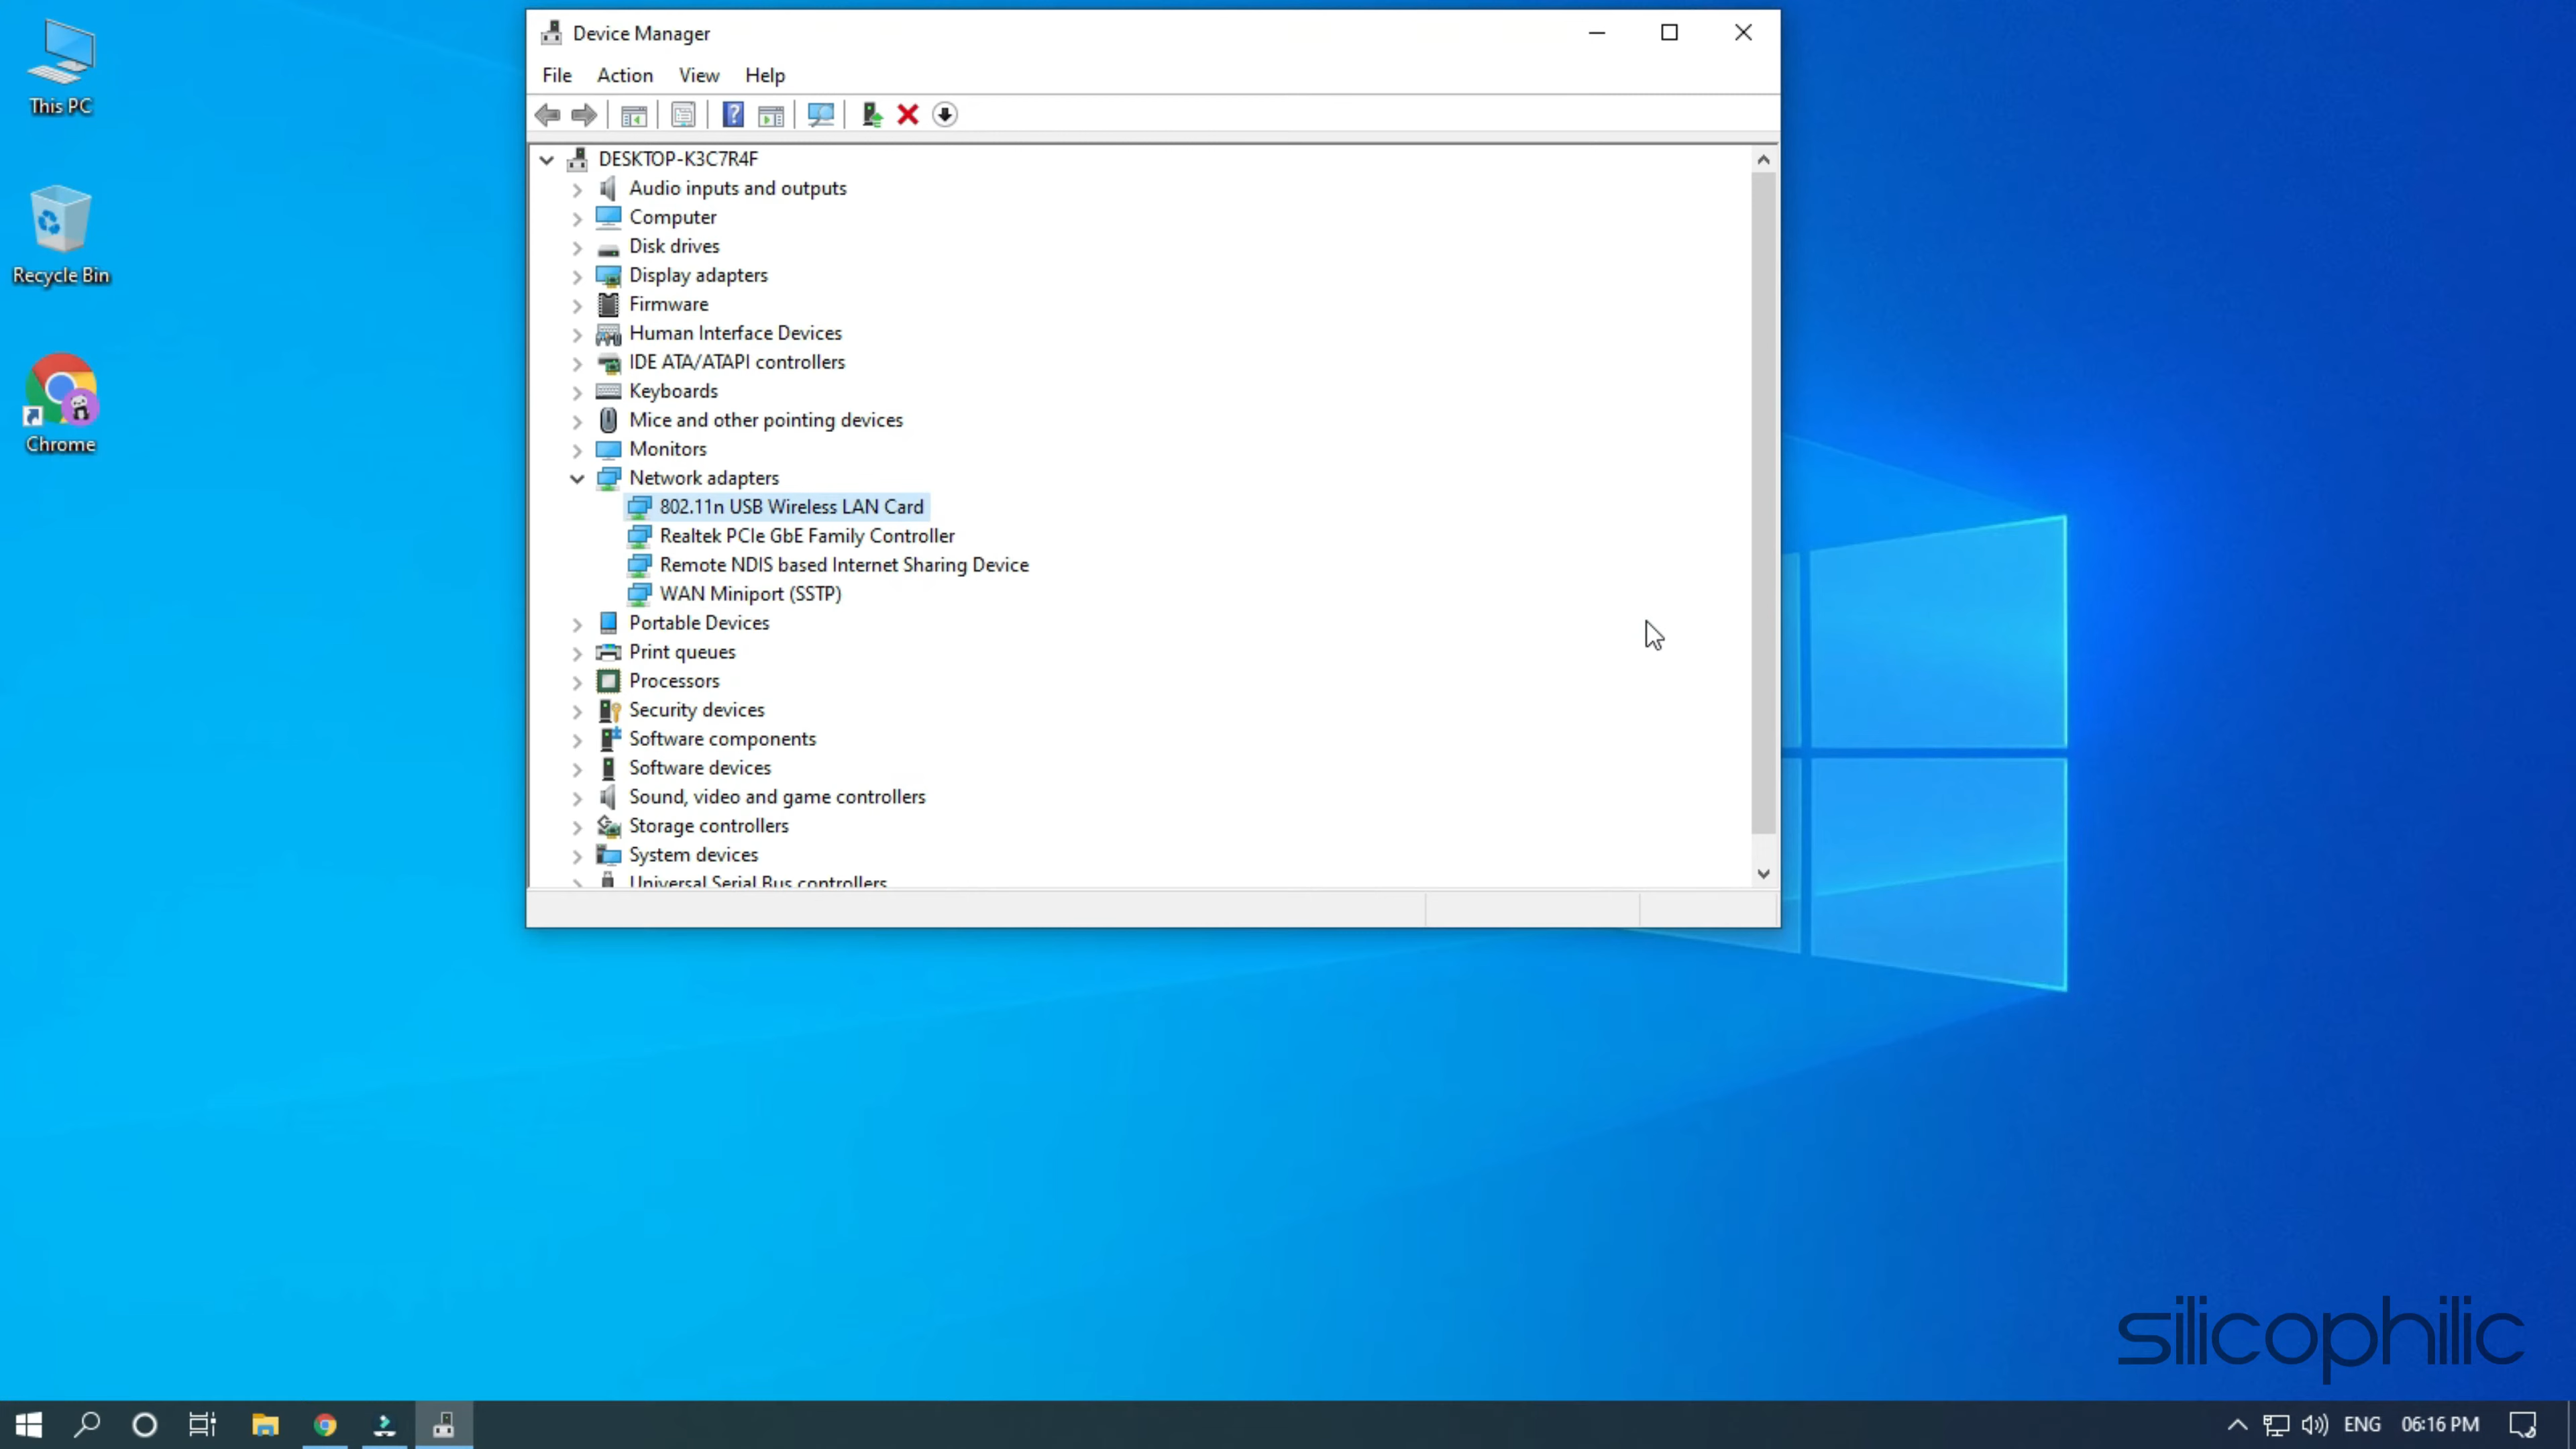 This PC
Recycle Bin
Chrome
Device Manager
File Action View Help
DESKTOP-K3C7R4F
Audio inputs and outputs
Computer
Disk drives
Display adapters
Firmware
Human Interface Devices
IDE ATA/ATAPI controllers
Keyboards
Mice and other pointing devices
Monitors
Network adapters
802.11n USB Wireless LAN Card
Realtek PCIe GbE Family Controller
Remote NDIS based Internet Sharing Device
WAN Miniport (SSTP)
Portable Devices
Print queues
Processors
Security devices
Software components
Software devices
Sound, video and game controllers
Storage controllers
System devices
Universal Serial Bus controllers
silicophilic
ENG 06:16 PM